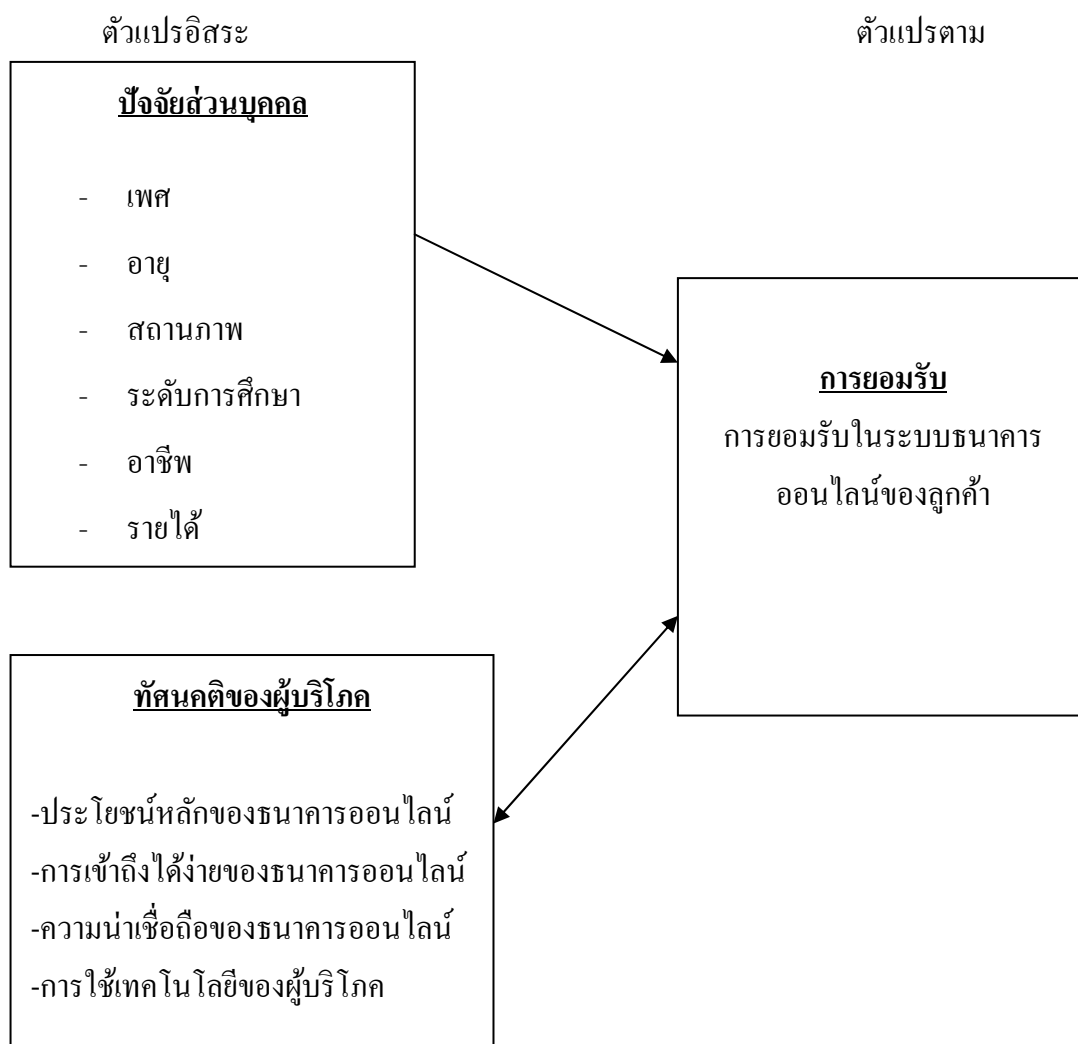 ตัวแปรอิสระ
ตัวแปรตาม
ปัจจัยส่วนบุคคล
- เพศ
- อายุ
- สถานภาพ
- ระดับการศึกษา
- อาชีพ
- รายได้
การยอมรับ
การยอมรับในระบบธนาคาร
ออนไลน์ของลูกค้า
ทัศนคติของผู้บริโภค
-ประโยชน์หลักของธนาคารออนไลน์
-การเข้าถึงได้ง่ายของธนาคารออนไลน์
-ความน่าเชื่อถือของธนาคารออนไลน์
-การใช้เทคโนโลยีของผู้บริโภค